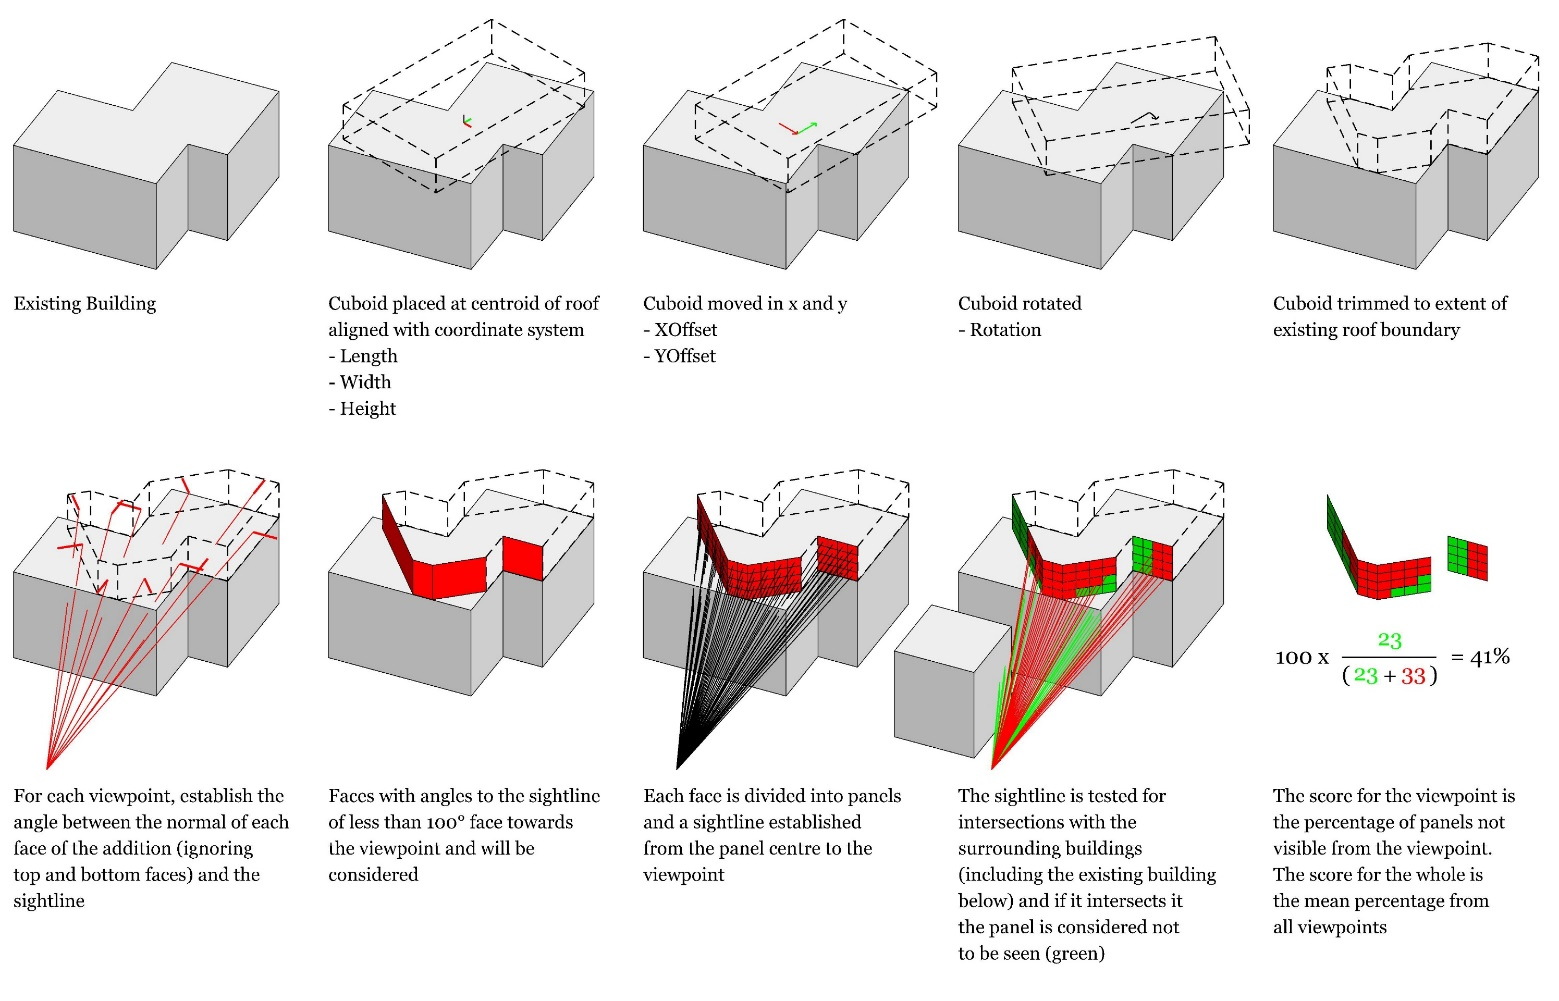 Existing Building
Cuboid placed at centroid of roof
aligned with coordinate system
- Length
- Width
- Height
Cuboid moved in x and y
- XOffset
- YOffset
Cuboid rotated
- Rotation
Cuboid trimmed to extent of
existing roof boundary
For each viewpoint, establish the
angle between the normal of each
face of the addition (ignoring
top and bottom faces) and the
sightline
Faces with angles to the sightline
of less than 100° face towards
the viewpoint and will be
considered
Each face is divided into panels
and a sightline established
from the panel centre to the
viewpoint
The sightline is tested for
intersections with the
surrounding buildings
(including the existing building
below) and if it intersects it
the panel is considered not
to be seen (green)
23
100 x = 41%
(23 + 33)
The score for the viewpoint is
the percentage of panels not
visible from the viewpoint.
The score for the whole is
the mean percentage from
all viewpoints